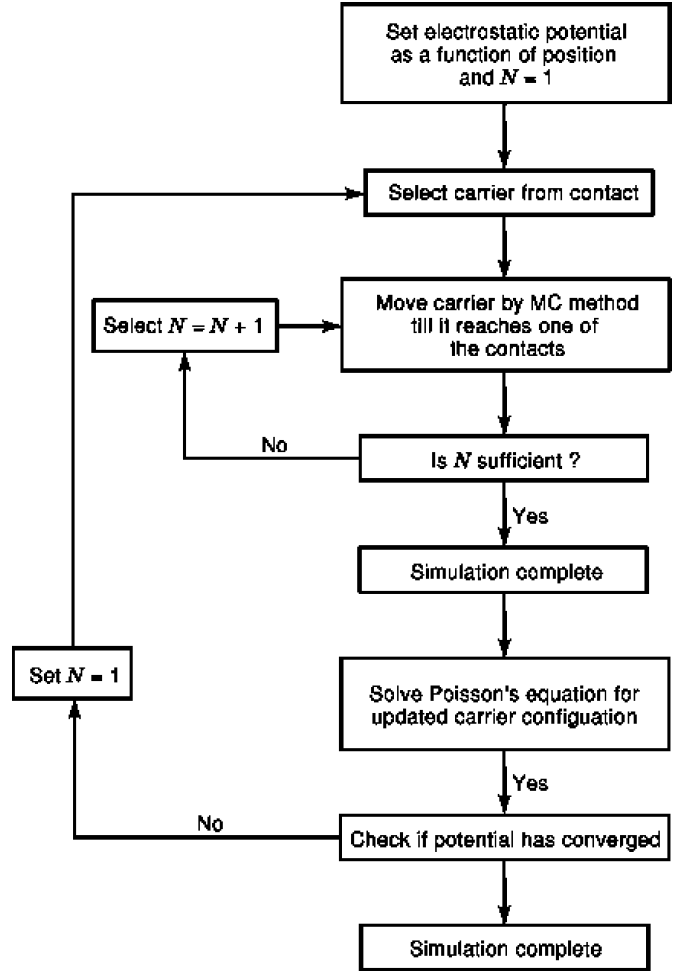 Set electrostatic potential
as a function of position
and N = 1
Select carrier from contact
Select N = N + 1
Move carrier by MC method
till it reaches one of
the contacts
No
Is N sufficient ?
Yes
Simulation complete
Set N = 1
Solve Poisson's equation for
updated carrier configuation
Yes
No
Check if potential has converged
Simulation complete